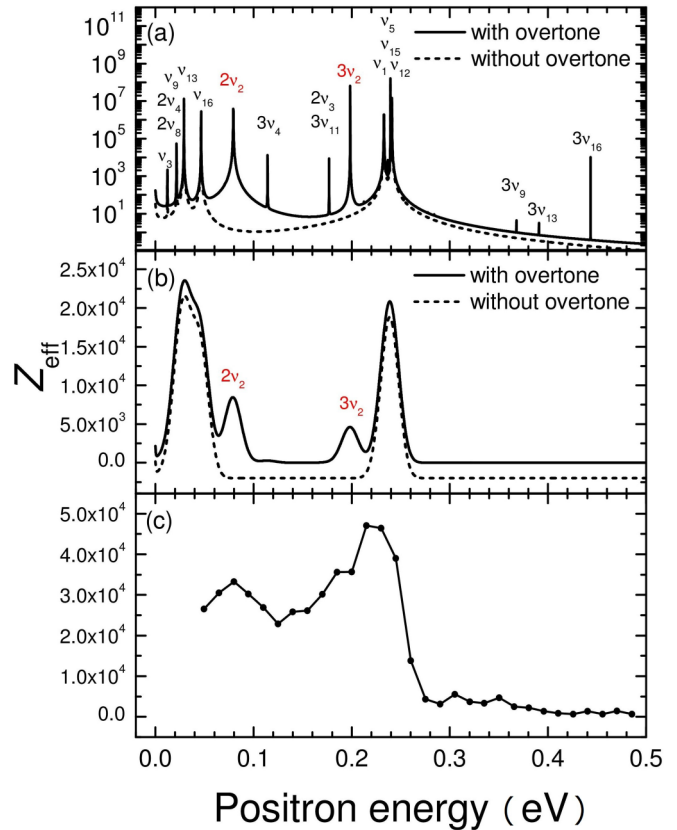 (a)
with overtone
without overtone
ν5
ν15
ν1 ν12
3ν2
2ν2
ν9 ν13
2ν4 ν16
2ν8
ν3
3ν4
2ν3
3ν11
3ν9
3ν13
3ν16
10^11
10^9
10^7
10^5
10^3
10^1
(b)
with overtone
without overtone
2ν2
3ν2
2.5x10^4
2.0x10^4
1.5x10^4
1.0x10^4
5.0x10^3
0.0
Zeff
(c)
5.0x10^4
4.0x10^4
3.0x10^4
2.0x10^4
1.0x10^4
0.0
0.0 0.1 0.2 0.3 0.4 0.5
Positron energy (eV)